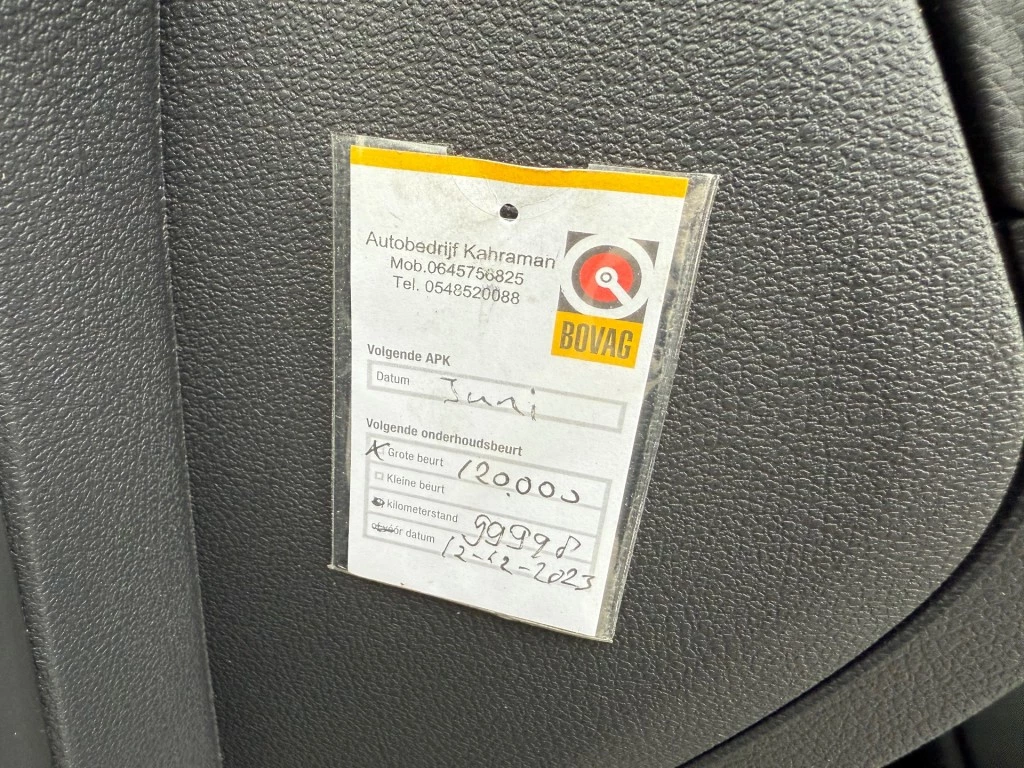 Autobedrijf Kahraman
Mob.0645756825
Tel. 0548520088
BOVAG
Volgende APK
Datum Juni
Volgende onderhoudsbeurt
Grote beurt 120.000
Kleine beurt
kilometerstand 99998
datum 12-12-2023